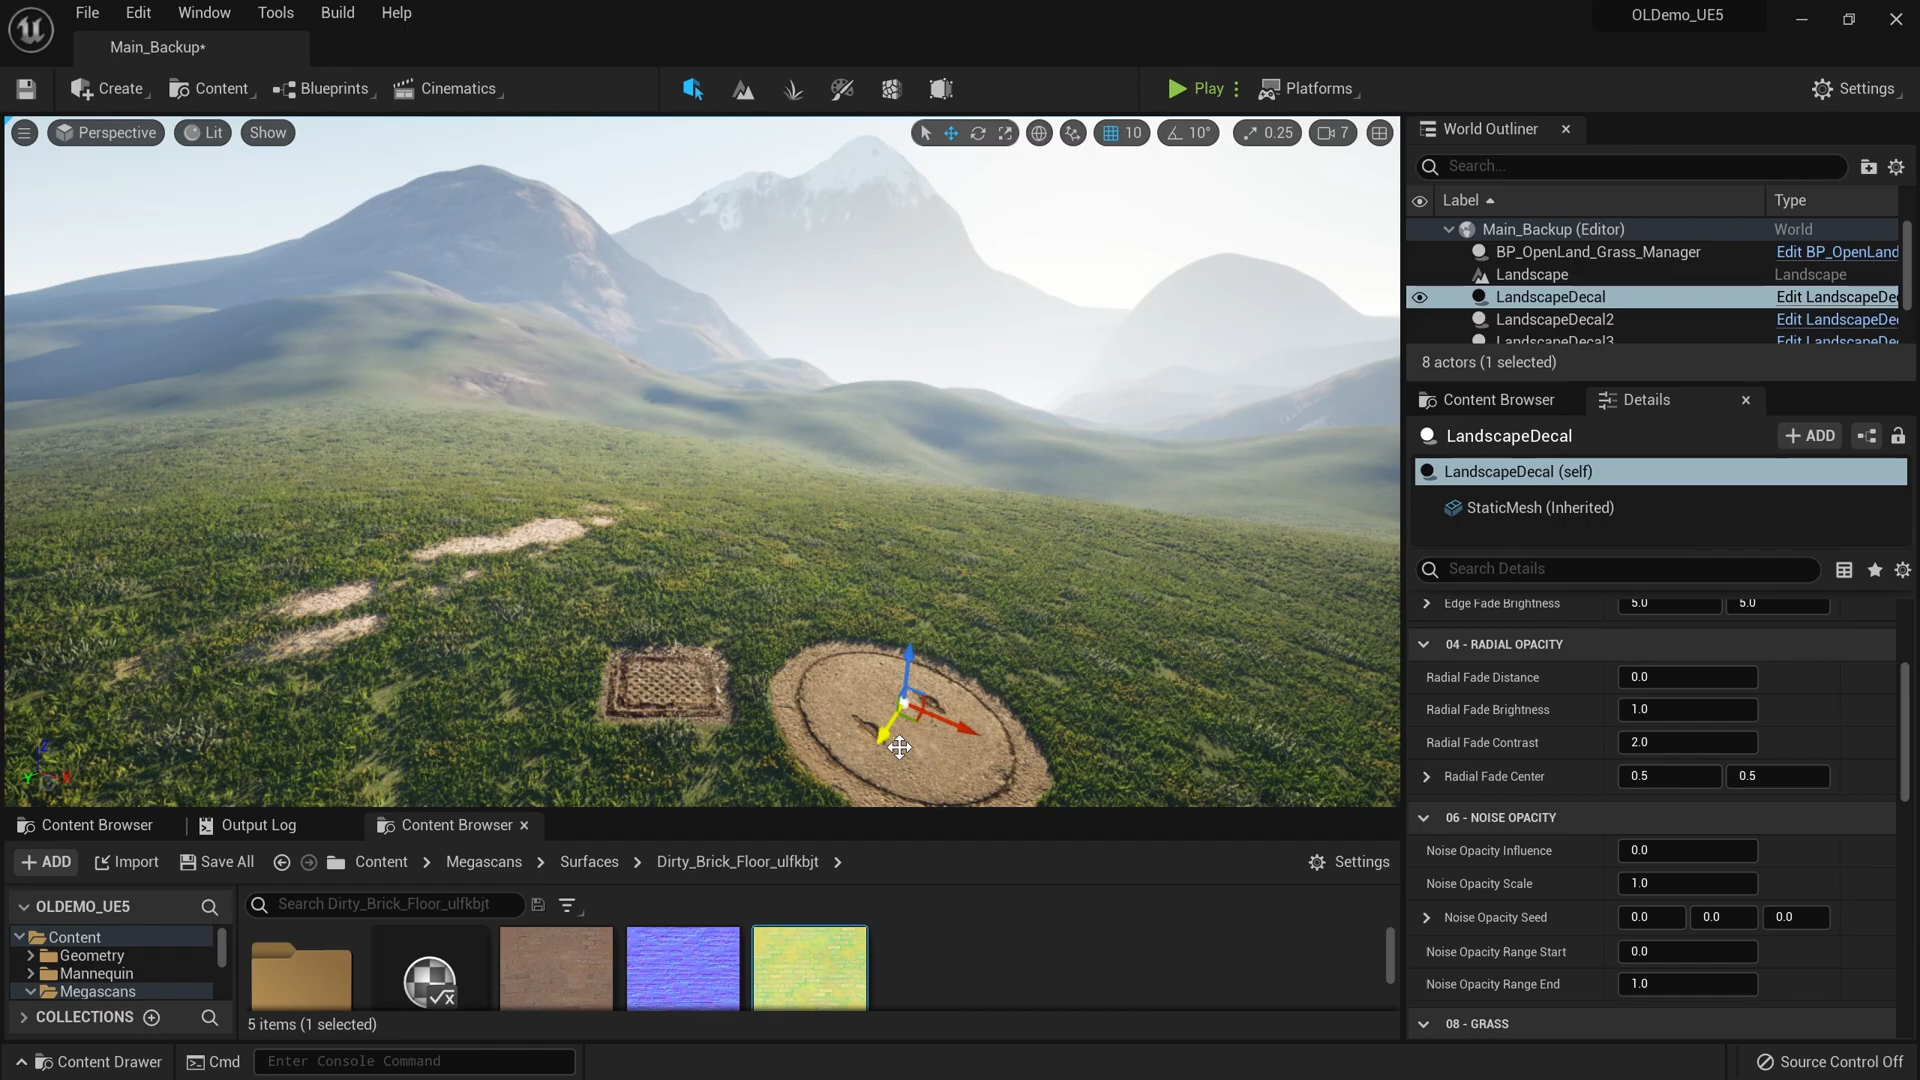 File Edit Window Tools Build Help
OLDemo_UE5
Main_Backup*
Create Content Blueprints Cinematics Play Platforms Settings
Perspective Lit Show 10 10° 0.25 7
World Outliner
Search...
Label Type
Main_Backup (Editor) World
BP_OpenLand_Grass_Manager Edit BP_OpenLand
Landscape Landscape
LandscapeDecal Edit LandscapeDe
LandscapeDecal2 Edit LandscapeDe
LandscapeDecal3 Edit LandscapeDe
8 actors (1 selected)
Content Browser Details
LandscapeDecal + ADD
LandscapeDecal (self)
StaticMesh (Inherited)
Search Details
Edge Fade Brightness 5.0 5.0
04 - RADIAL OPACITY
Radial Fade Distance 0.0
Radial Fade Brightness 1.0
Radial Fade Contrast 2.0
Radial Fade Center 0.5 0.5
06 - NOISE OPACITY
Noise Opacity Influence 0.0
Noise Opacity Scale 1.0
Noise Opacity Seed 0.0 0.0 0.0
Noise Opacity Range Start 0.0
Noise Opacity Range End 1.0
08 - GRASS
Z
Y X
Content Browser Output Log Content Browser
+ ADD Import Save All Content > Megascans > Surfaces > Dirty_Brick_Floor_ulfkbjt > Settings
OLDEMO_UE5
Search Dirty_Brick_Floor_ulfkbjt
Content
Geometry
Mannequin
Megascans
COLLECTIONS
5 items (1 selected)
Content Drawer Cmd Enter Console Command Source Control Off